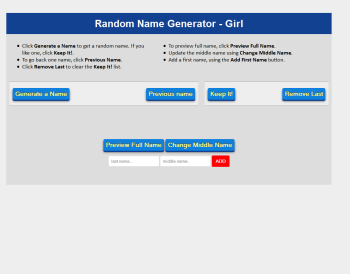 Random Name Generator - Girl
Click Generate a Name to get a random name. If you
like one, click Keep It!.
To go back one name, click Previous Name.
Click Remove Last to clear the Keep It! list.
To preview full name, click Preview Full Name.
Update the middle name using Change Middle Name.
Add a first name, using the Add First Name button.
Generate a Name
Previous name
Keep It!
Remove Last
Preview Full Name
Change Middle Name
last name...
middle name...
ADD